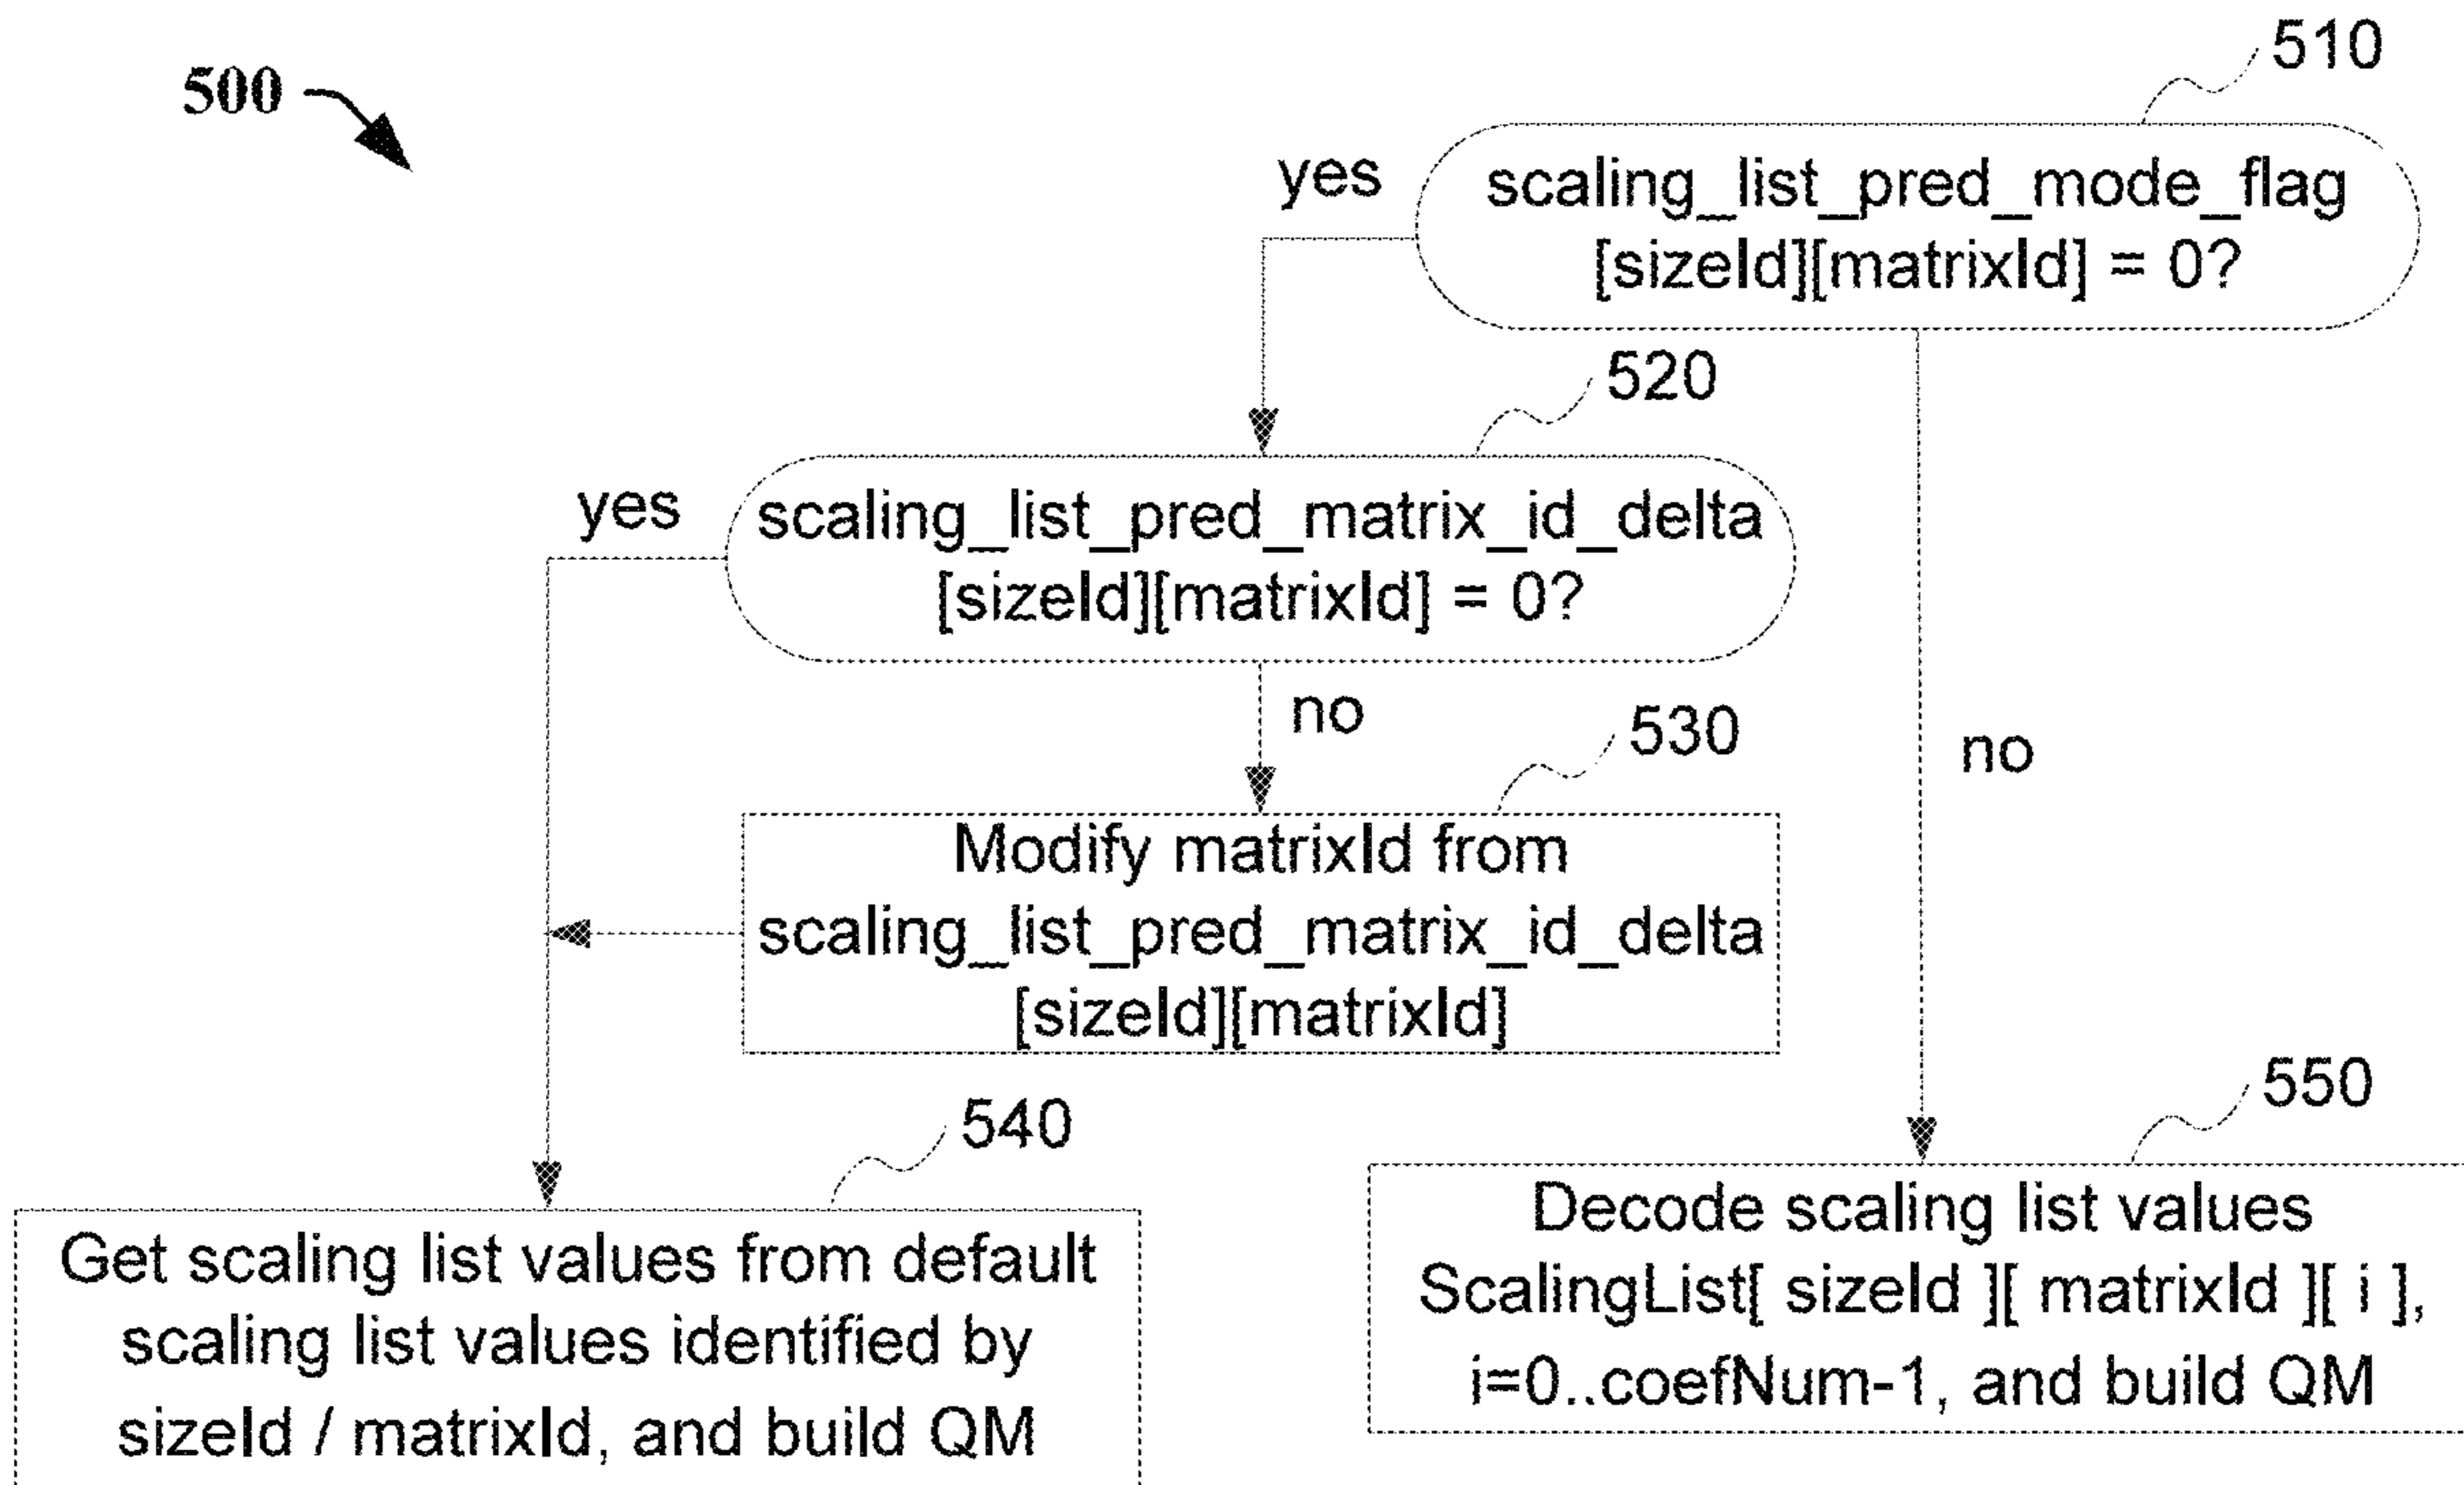 500
510
yes
scaling_list_pred_mode_flag
[sizeId][matrixId] = 0?
520
yes
scaling_list_pred_matrix_id_delta
[sizeId][matrixId] = 0?
no
530
no
Modify matrixId from
scaling_list_pred_matrix_id_delta
[sizeId][matrixId]
540
Get scaling list values from default
scaling list values identified by
sizeId / matrixId, and build QM
550
Decode scaling list values
ScalingList[ sizeId ][ matrixId ][ i ],
i=0..coefNum-1, and build QM